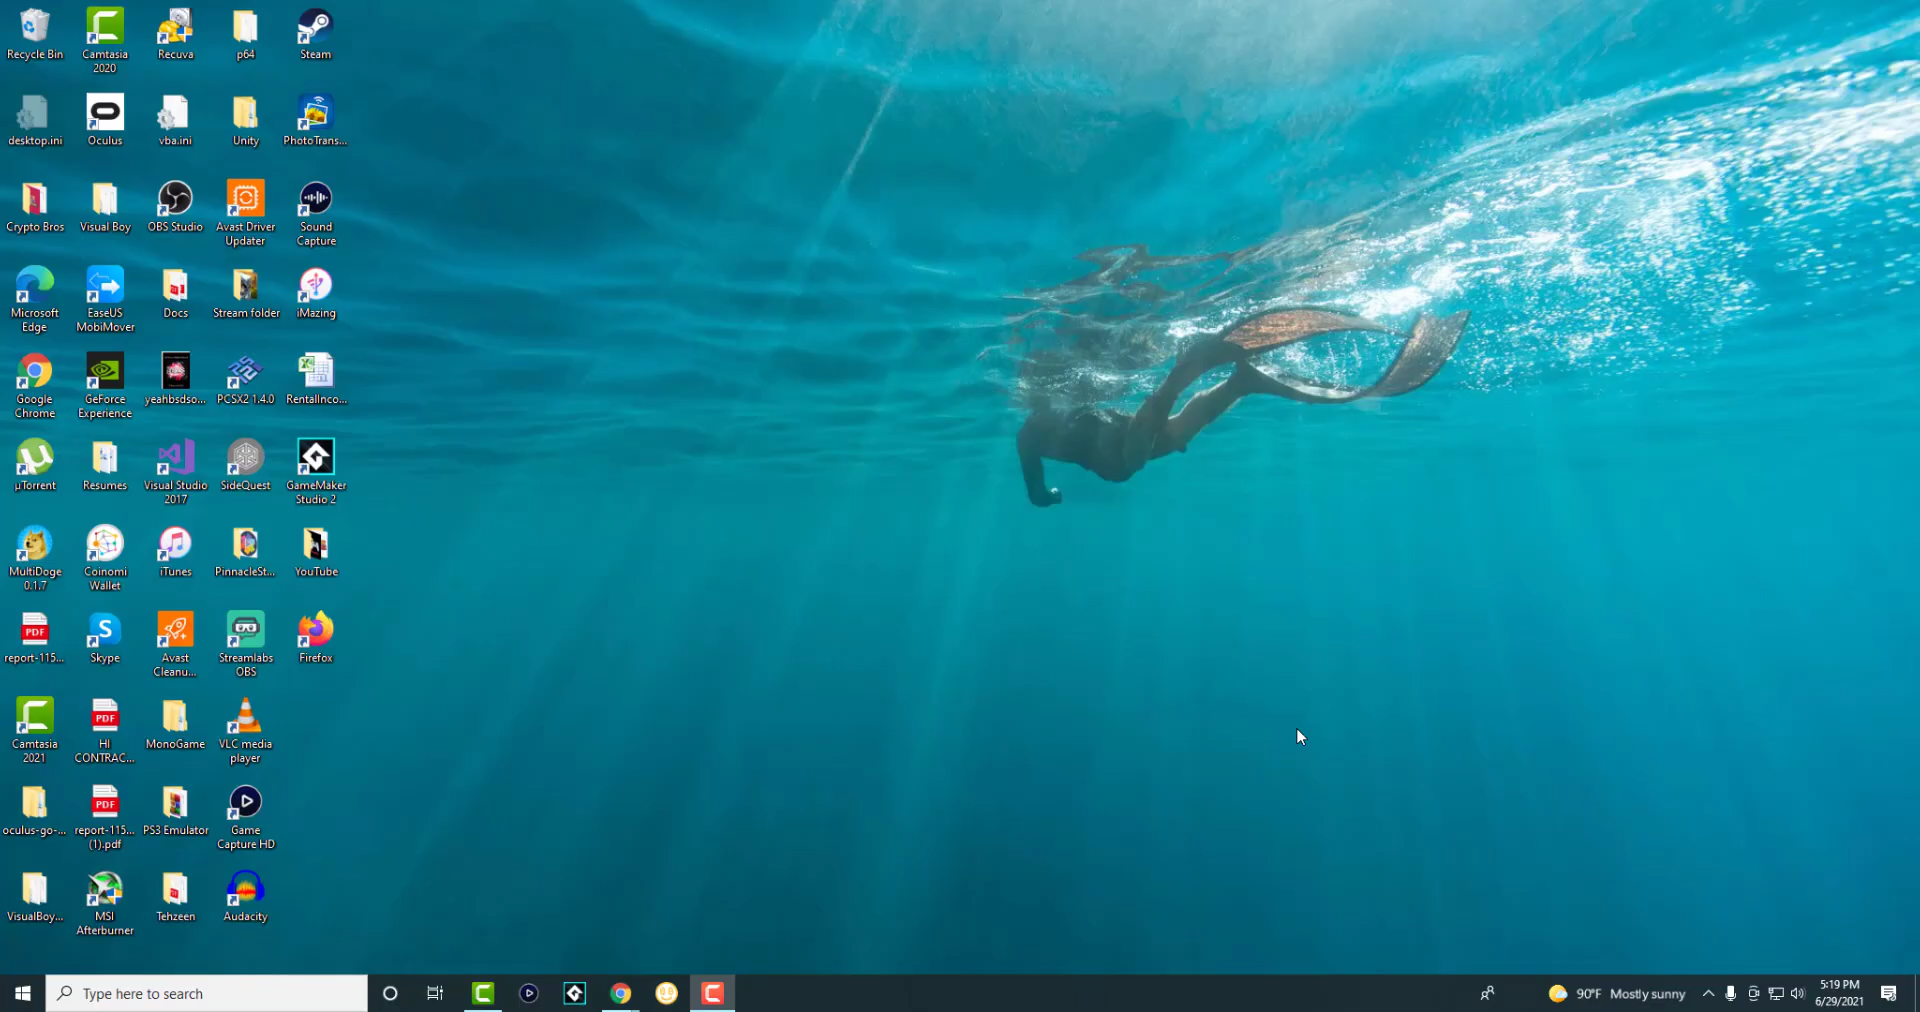 Recycle Bin
Camtasia
2020
Recuva
p64
Steam
desktop.ini
Oculus
vba.ini
Unity
PhotoTrans...
Crypto Bros
Visual Boy
OBS Studio
Avast Driver
Updater
Sound
Capture
Microsoft
Edge
EaseUS
MobiMover
Docs
Stream folder
iMazing
Google
Chrome
GeForce
Experience
yeahbsdso...
PCSX2 1.4.0
RentalInco...
µTorrent
Resumes
Visual Studio
2017
SideQuest
GameMaker
Studio 2
MultiDoge
0.1.7
Coinomi
Wallet
iTunes
PinnacleSt...
YouTube
PDF
report-115...
Skype
Avast
Cleanu...
Streamlabs
OBS
Firefox
Camtasia
2021
PDF
HI
CONTRAC...
MonoGame
VLC media
player
oculus-go-...
PDF
report-115...
(1).pdf
PS3 Emulator
Game
Capture HD
VisualBoy...
MSI
Afterburner
Tehzeen
Audacity
Type here to search
90°F Mostly sunny
5:19 PM
6/29/2021